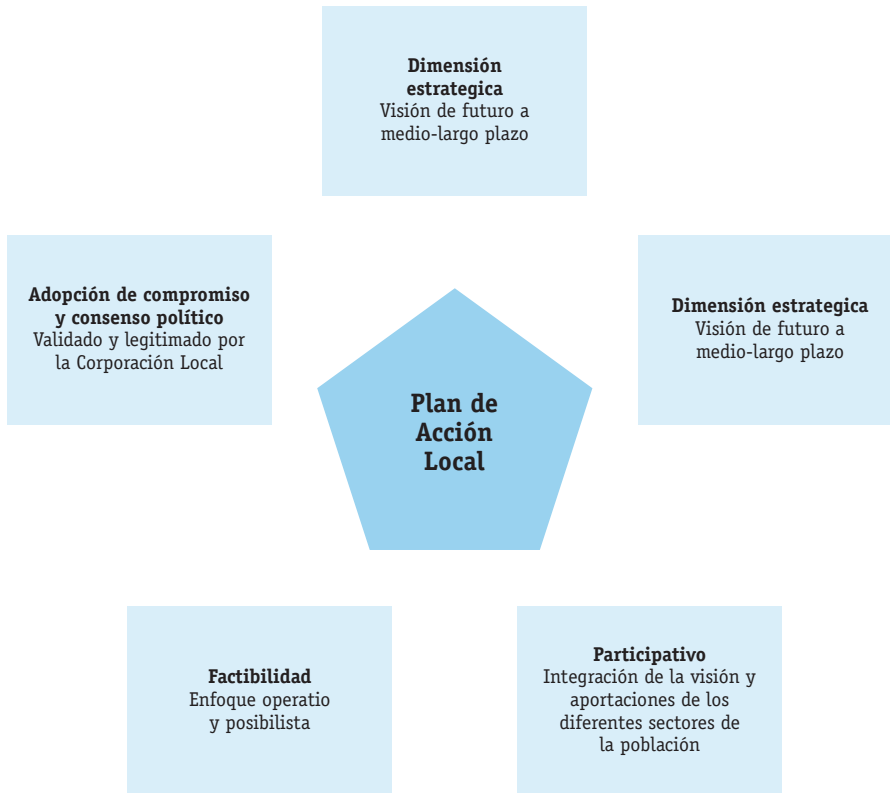 Dimensión
estrategica
Visión de futuro a
medio-largo plazo
Adopción de compromiso
y consenso político
Validado y legitimado por
la Corporación Local
Dimensión estrategica
Visión de futuro a
medio-largo plazo
Plan de
Acción
Local
Factibilidad
Enfoque operatio
y posibilista
Participativo
Integración de la visión y
aportaciones de los
diferentes sectores de
la población